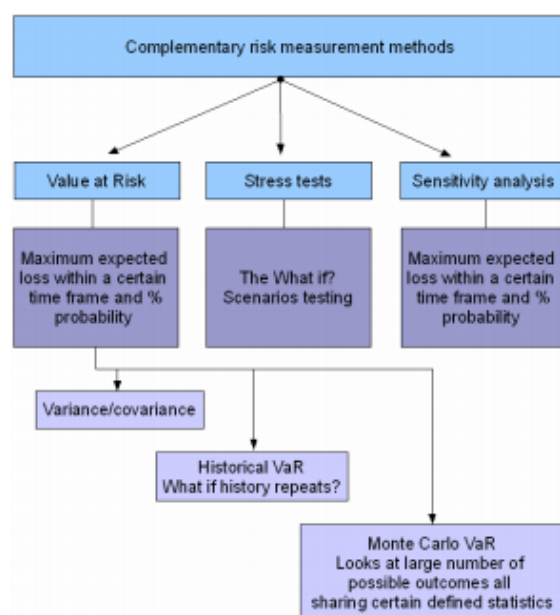 Complementary risk measurement methods
Value at Risk
Stress tests
Sensitivity analysis
Maximum expected
loss within a certain
time frame and %
probability
The What if?
Scenarios testing
Maximum expected
loss within a certain
time frame and %
probability
Variance/covariance
Historical VaR
What if history repeats?
Monte Carlo VaR
Looks at large number of
possible outcomes all
sharing certain defined statistics